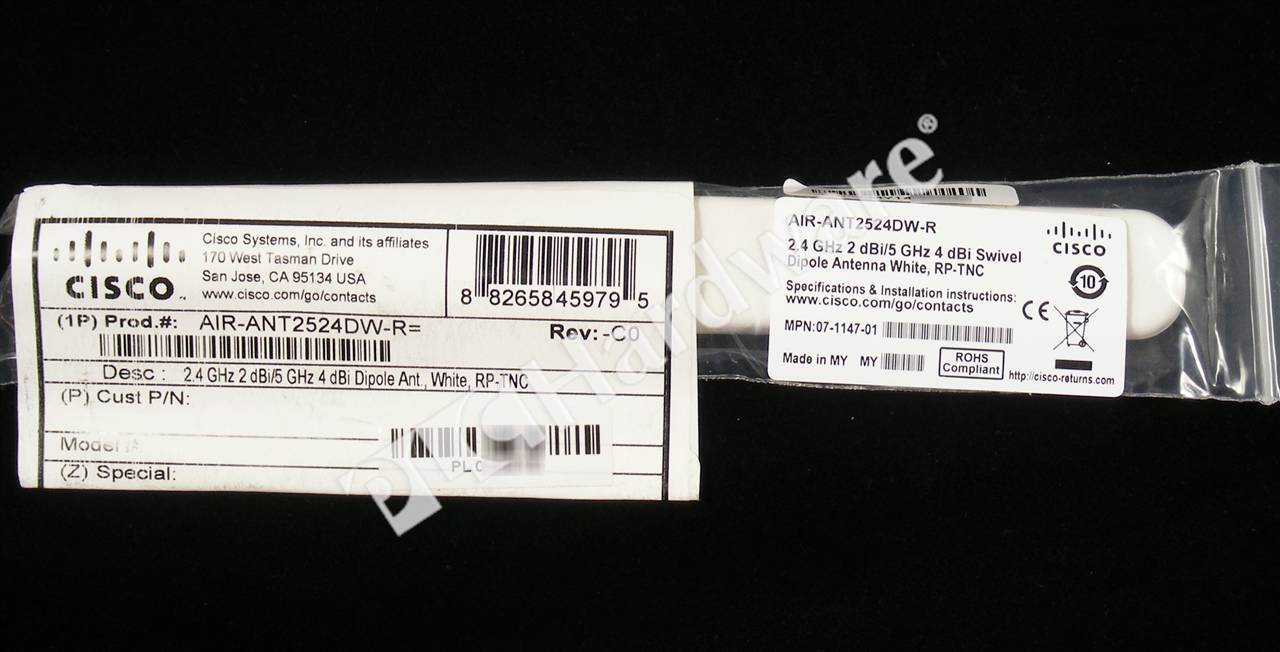 CISCO™
Cisco Systems, Inc. and its affiliates
170 West Tasman Drive
San Jose, CA 95134 USA
www.cisco.com/go/contacts
8 8265845979 5
(1P) Prod.#: AIR-ANT2524DW-R=
Rev:-C0
Desc : 2.4 GHz 2 dBi/5 GHz 4 dBi Dipole Ant., White, RP-TNC
(P) Cust P/N:
Model
(Z) Special:
AIR-ANT2524DW-R
2.4 GHz 2 dBi/5 GHz 4 dBi Swivel
Dipole Antenna White, RP-TNC
Specifications & Installation instructions:
www.cisco.com/go/contacts
MPN:07-1147-01
Made in MY MY
ROHS
Compliant
CISCO
10
CE
http://cisco-returns.com
PlcHardware®